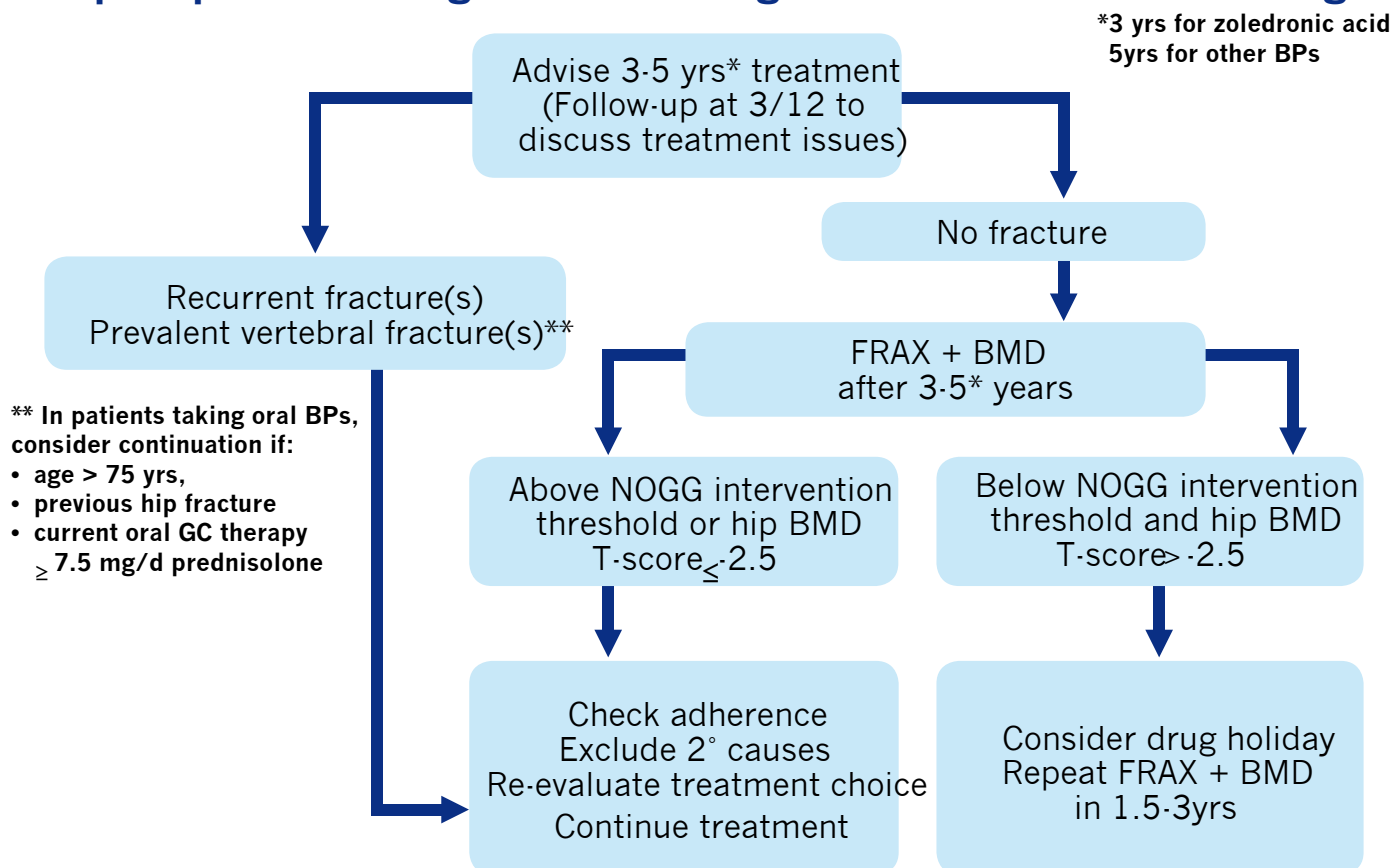 *3 yrs for zoledronic acid
5yrs for other BPs
Advise 3-5 yrs* treatment
(Follow-up at 3/12 to
discuss treatment issues)
No fracture
Recurrent fracture(s)
Prevalent vertebral fracture(s)**
FRAX + BMD
after 3-5* years
** In patients taking oral BPs,
consider continuation if:
• age > 75 yrs,
• previous hip fracture
• current oral GC therapy
≥ 7.5 mg/d prednisolone
Above NOGG intervention
threshold or hip BMD
T-score≤-2.5
Below NOGG intervention
threshold and hip BMD
T-score> -2.5
Check adherence
Exclude 2° causes
Re-evaluate treatment choice
Continue treatment
Consider drug holiday
Repeat FRAX + BMD
in 1.5-3yrs